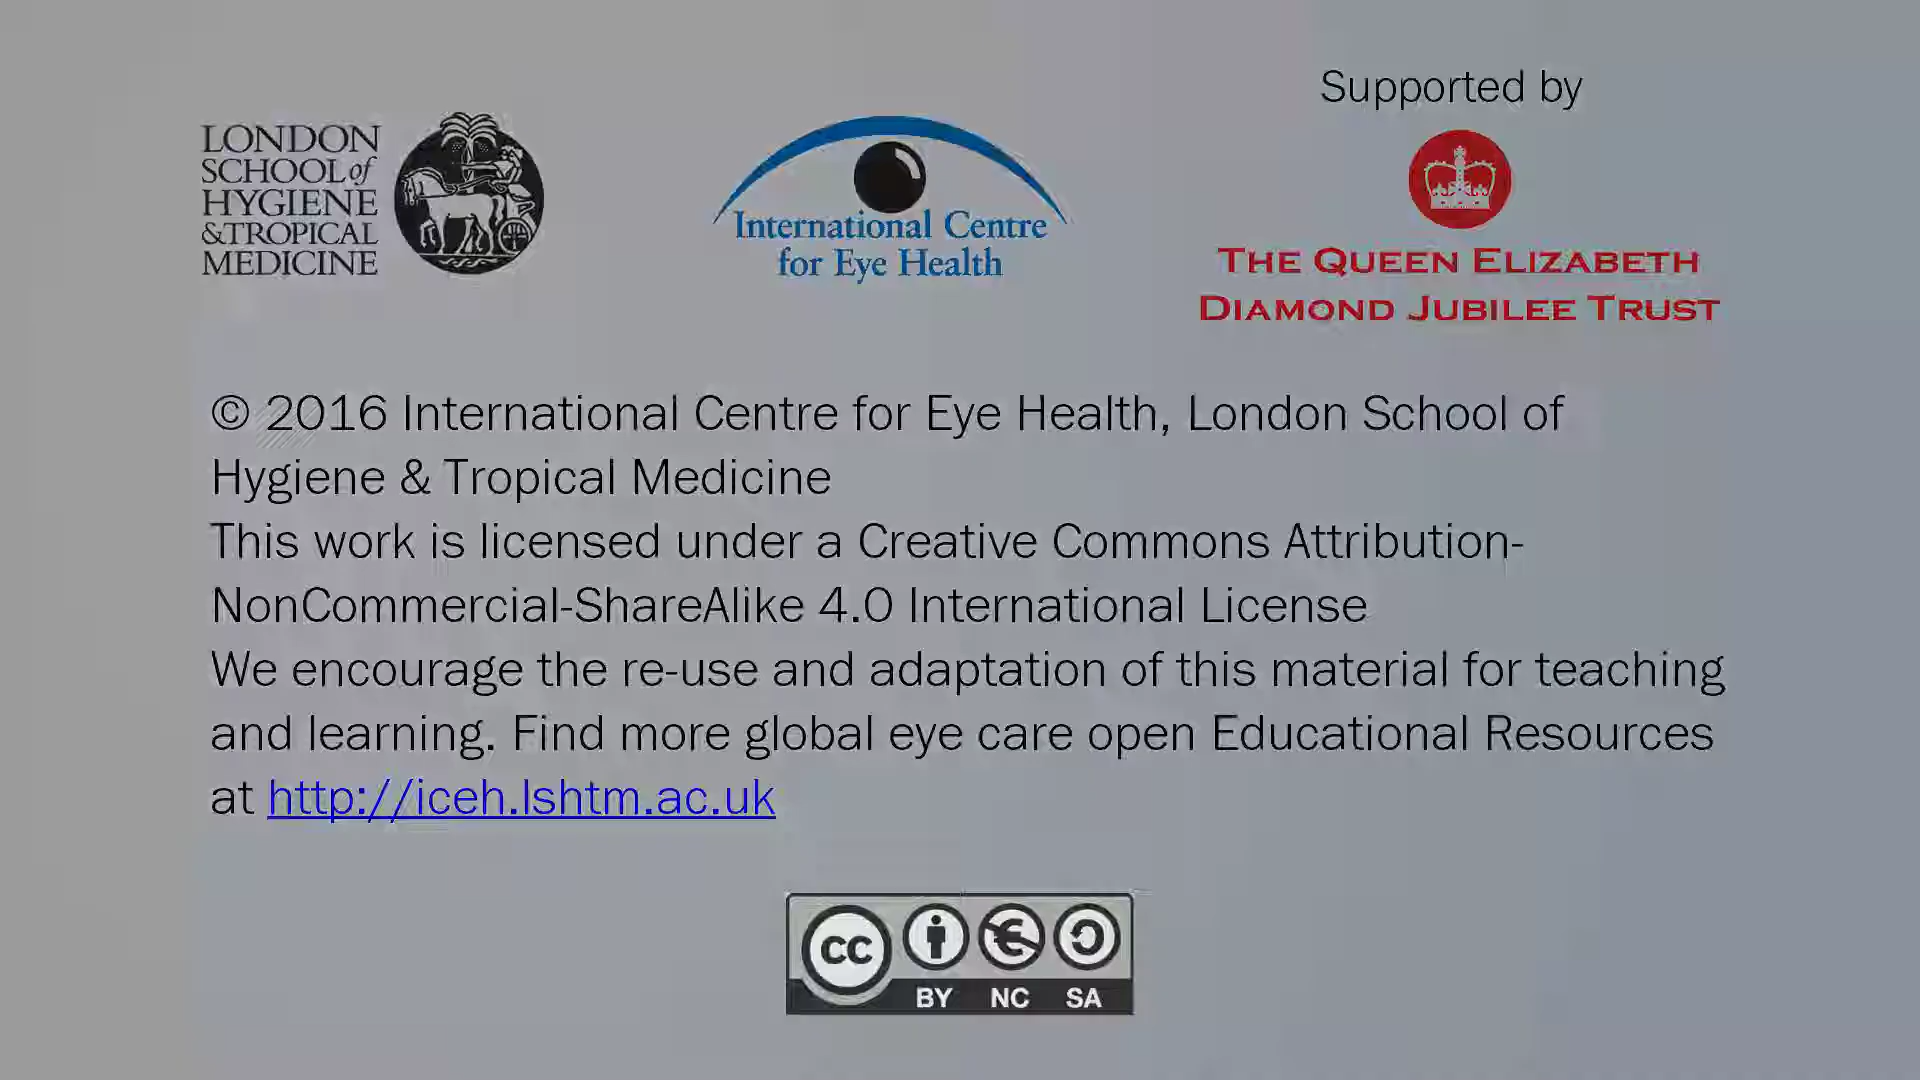 Supported by
LONDON
SCHOOL of
HYGIENE
&TROPICAL
MEDICINE
International Centre
for Eye Health
THE QUEEN ELIZABETH
DIAMOND JUBILEE TRUST
© 2016 International Centre for Eye Health, London School of
Hygiene & Tropical Medicine
This work is licensed under a Creative Commons Attribution-
NonCommercial-ShareAlike 4.0 International License
We encourage the re-use and adaptation of this material for teaching
and learning. Find more global eye care open Educational Resources
at http://iceh.lshtm.ac.uk
cc
BY NC SA